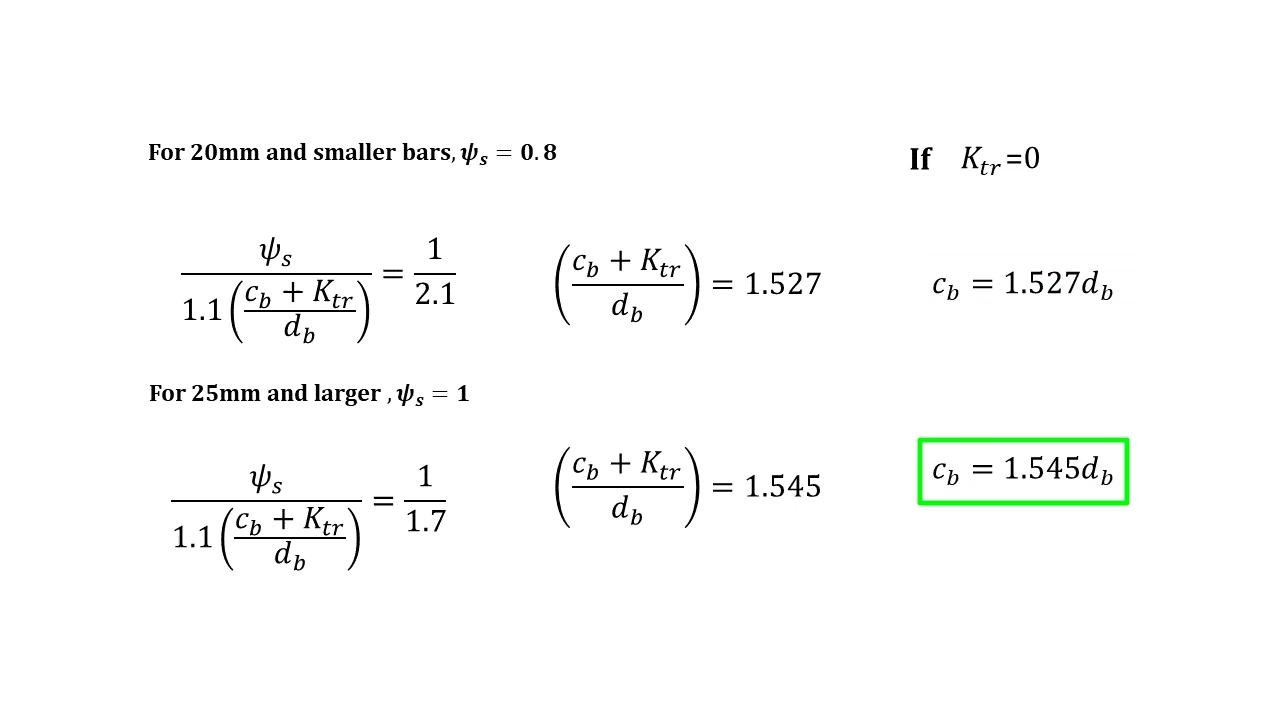 For 20mm and smaller bars, ψs = 0.8
If Ktr=0
ψs / 1.1((cb + Ktr) / db) = 1 / 2.1
((cb + Ktr) / db) = 1.527
cb = 1.527db
For 25mm and larger , ψs = 1
ψs / 1.1((cb + Ktr) / db) = 1 / 1.7
((cb + Ktr) / db) = 1.545
cb = 1.545db